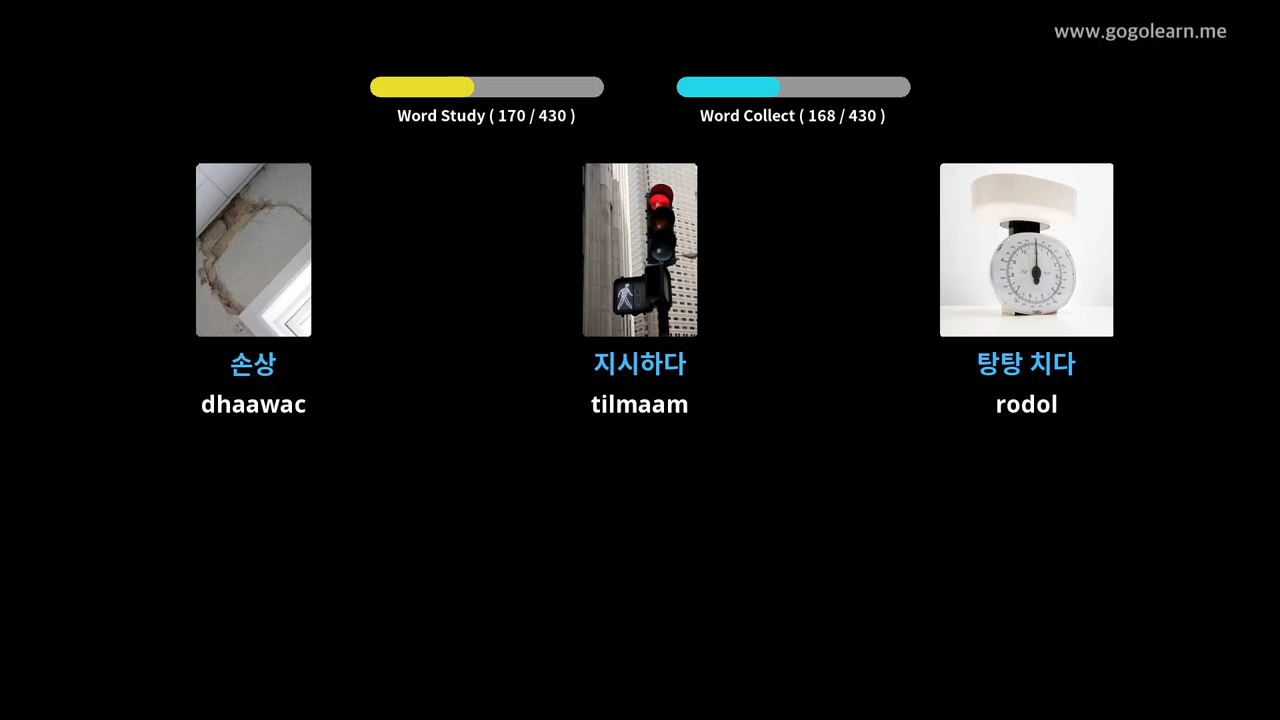 www.gogolearn.me
Word Study ( 170 / 430 )
Word Collect ( 168 / 430 )
손상
지시하다
탕탕 치다
dhaawac
tilmaam
rodol